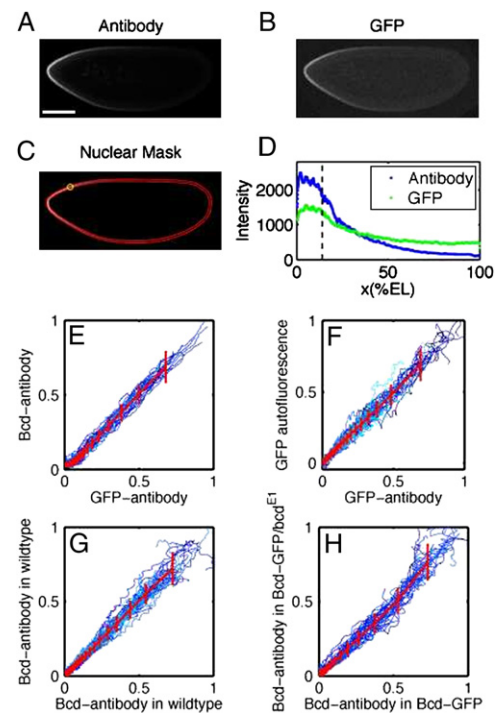 A Antibody
B GFP
C Nuclear Mask
D
Intensity
2000
1000
0
Antibody
GFP
0 50 100
x(%EL)
E
Bcd-antibody
1
0.5
0
0 0.5 1
GFP-antibody
F
GFP autofluorescence
1
0.5
0
0 0.5 1
GFP-antibody
G
Bcd-antibody in wildtype
1
0.5
0
0 0.5 1
Bcd-antibody in wildtype
H
Bcd-antibody in Bcd-GFP/bcdE1
1
0.5
0
0 0.5 1
Bcd-antibody in Bcd-GFP